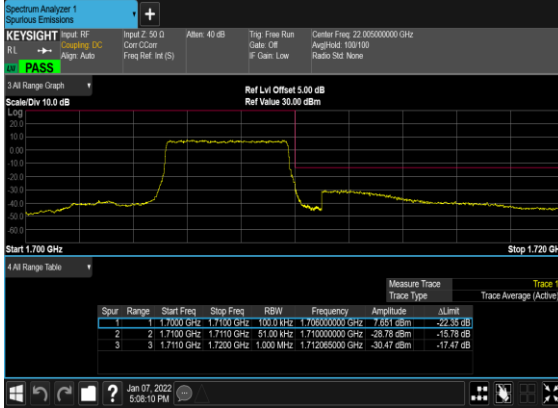 Spectrum Analyzer 1
Spurious Emissions
+
KEYSIGHT Input: RF Input Z: 50 Ω Atten: 40 dB Trig: Free Run Center Freq: 22.005000000 GHz
RL Coupling: DC Corr CCorr Gate: Off Avg|Hold: 100/100
Align: Auto Freq Ref: Int (S) IF Gain: Low Radio Std: None
PASS
3 All Range Graph
Ref Lvl Offset 5.00 dB
Scale/Div 10.0 dB Ref Value 30.00 dBm
Log
20.0
10.0
0.00
-10.0
-20.0
-30.0
-40.0
-50.0
-60.0
Start 1.700 GHz Stop 1.720 GH
4 All Range Table
Measure Trace Trace 1
Trace Type Trace Average (Active)
Spur Range Start Freq Stop Freq RBW Frequency Amplitude ΔLimit
1 1 1.7000 GHz 1.7100 GHz 100.0 kHz 1.706000000 GHz 7.651 dBm -22.35 dB
2 2 1.7100 GHz 1.7110 GHz 51.00 kHz 1.710000000 GHz -28.78 dBm -15.78 dB
3 3 1.7110 GHz 1.7200 GHz 1.000 MHz 1.712065000 GHz -30.47 dBm -17.47 dB
?
Jan 07, 2022
5:08:10 PM